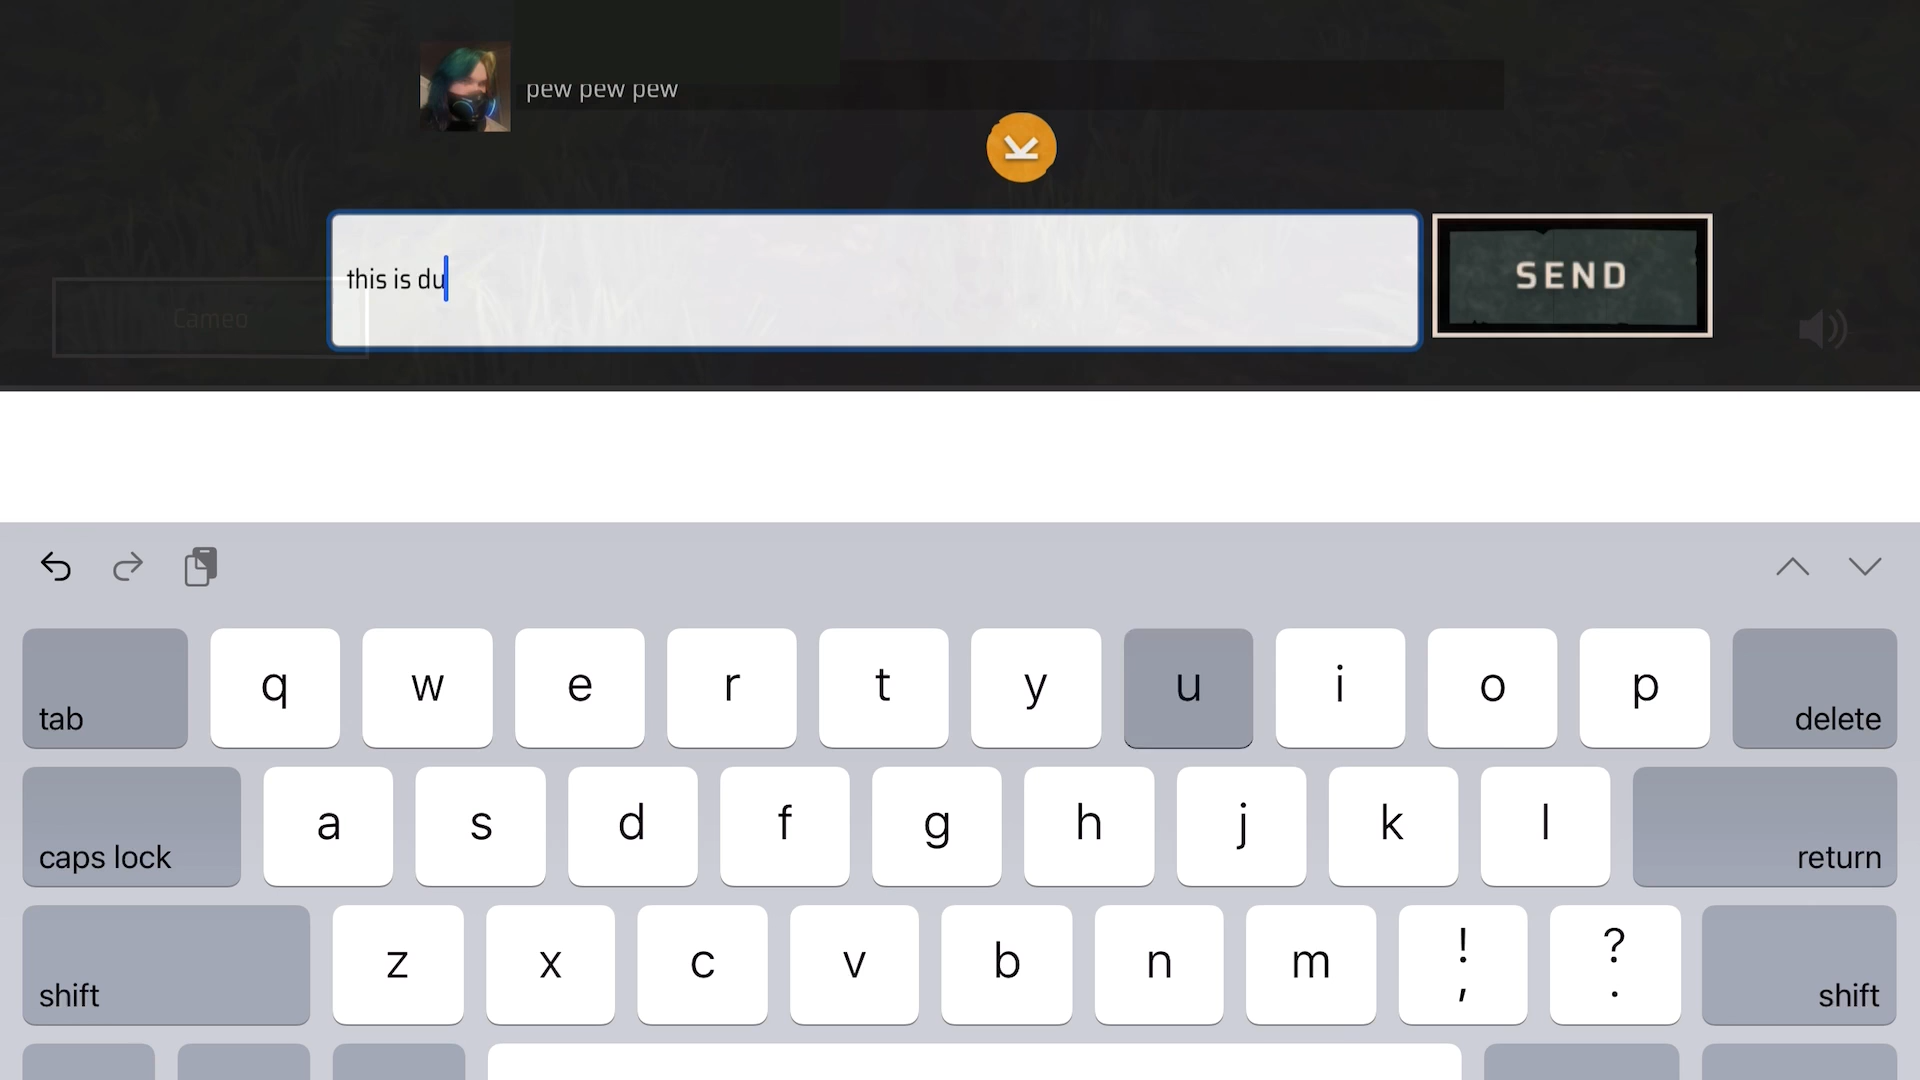 pew pew pew
this is du
SEND
Cameo
tab
q
w
e
r
t
y
u
i
o
p
delete
caps lock
a
s
d
f
g
h
j
k
l
return
shift
z
x
c
v
b
n
m
!
,
?
.
shift